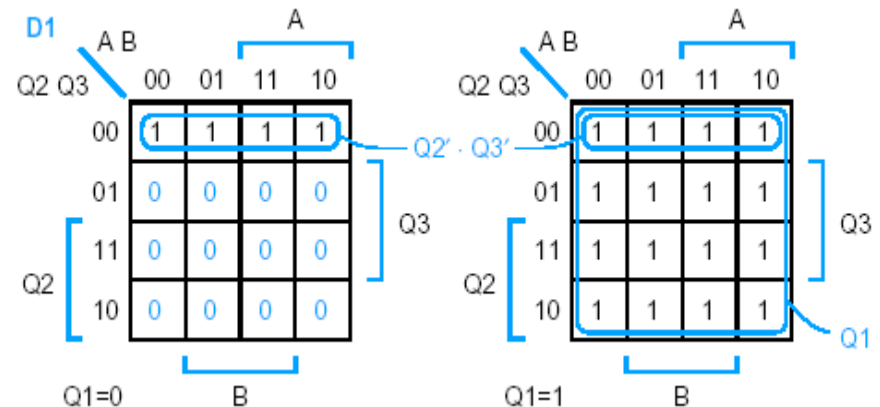 D1
A B A A B A
Q2 Q3 00 01 11 10 Q2 Q3 00 01 11 10
00 1 1 1 1 Q2′ · Q3′ 00 1 1 1 1
01 0 0 0 0 01 1 1 1 1
Q3 Q3
11 0 0 0 0 11 1 1 1 1
Q2 Q2
10 0 0 0 0 10 1 1 1 1
Q1
Q1=0 B Q1=1 B